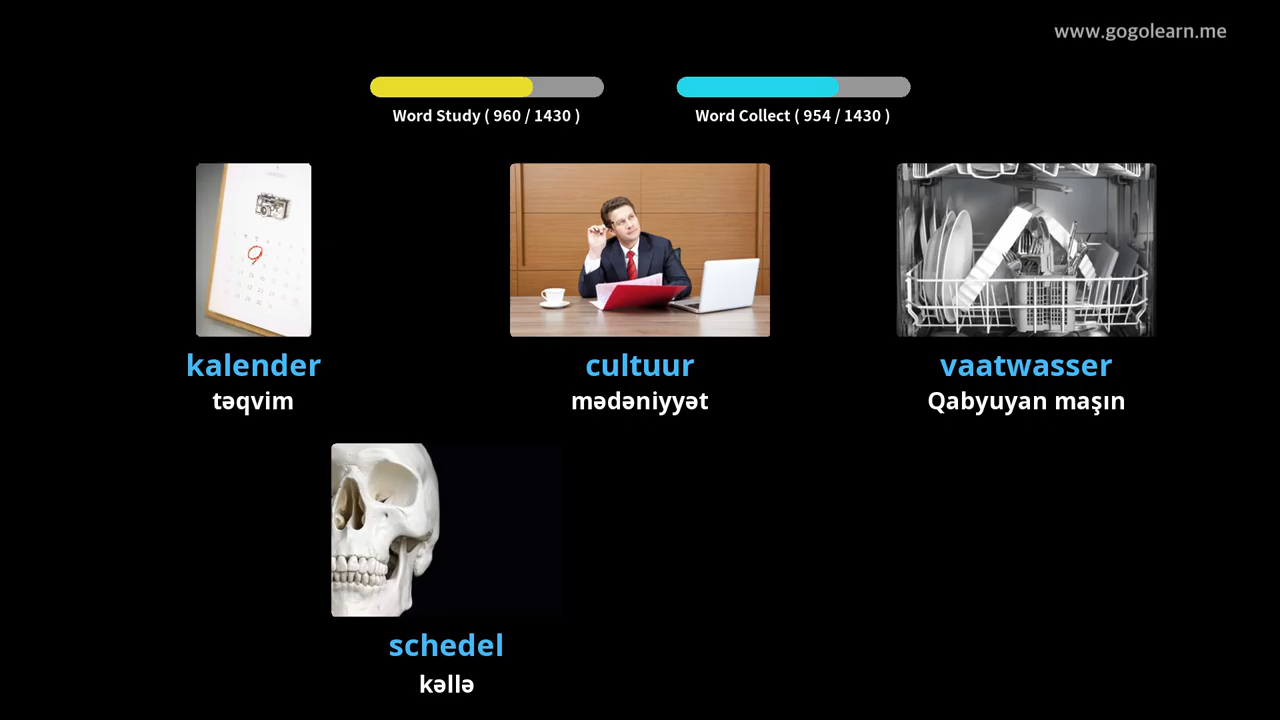 www.gogolearn.me
Word Study ( 960 / 1430 )
Word Collect ( 954 / 1430 )
kalender
təqvim
cultuur
mədəniyyət
vaatwasser
Qabyuyan maşın
schedel
kəllə